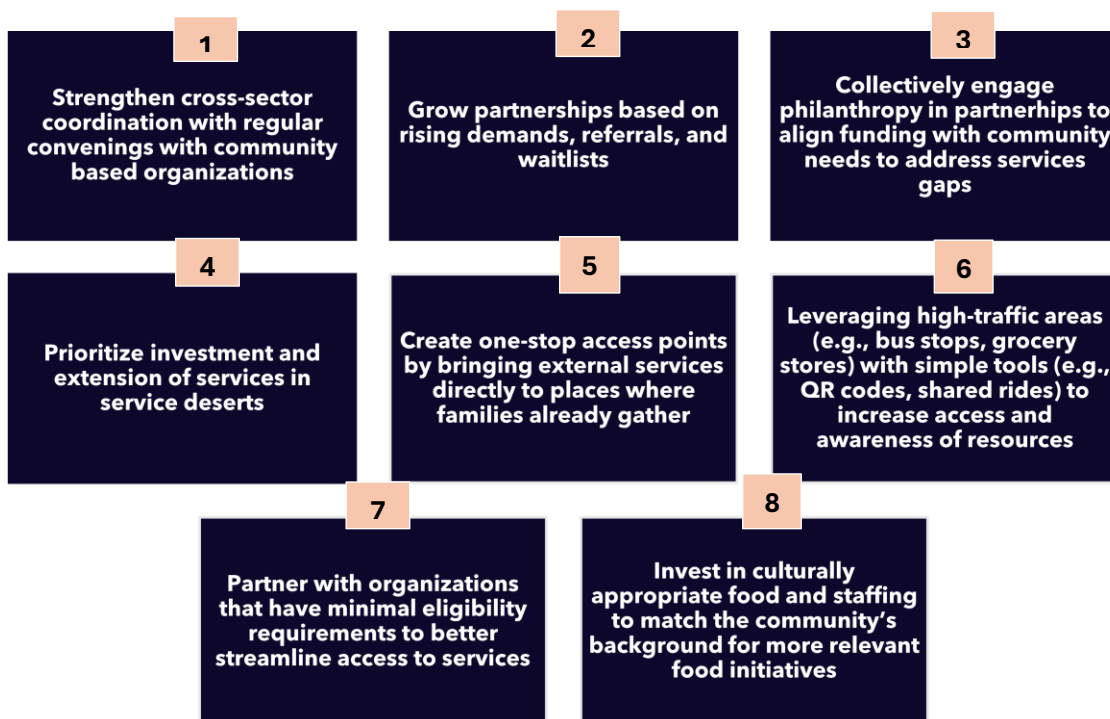 1
Strengthen cross-sector
coordination with regular
convenings with community
based organizations
2
Grow partnerships based on
rising demands, referrals, and
waitlists
3
Collectively engage
philanthropy in partnerhips to
align funding with community
needs to address services
gaps
4
Prioritize investment and
extension of services in
service deserts
5
Create one-stop access points
by bringing external services
directly to places where
families already gather
6
Leveraging high-traffic areas
(e.g., bus stops, grocery
stores) with simple tools (e.g.,
QR codes, shared rides) to
increase access and
awareness of resources
7
Partner with organizations
that have minimal eligibility
requirements to better
streamline access to services
8
Invest in culturally
appropriate food and staffing
to match the community’s
background for more relevant
food initiatives